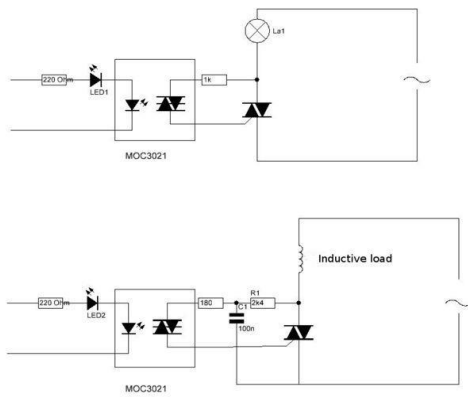 La1
220 Ohm
1k
LED1
MOC3021
Inductive load
R1
220 Ohm
180
2k4
C1
100n
LED2
MOC3021